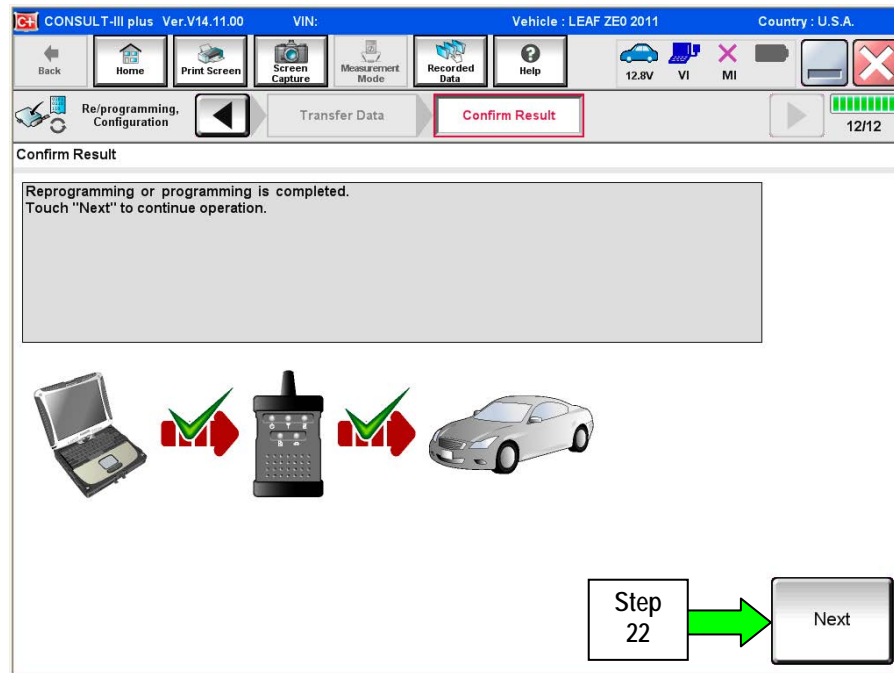 C+ CONSULT-III plus Ver.V14.11.00 VIN: Vehicle : LEAF ZE0 2011 Country : U.S.A.
Back
Home
Print Screen
Screen
Capture
Measurement
Mode
Recorded
Data
Help
12.8V
VI
MI
Re/programming,
Configuration
Transfer Data
Confirm Result
12/12
Confirm Result
Reprogramming or programming is completed.
Touch "Next" to continue operation.
Step
22
Next